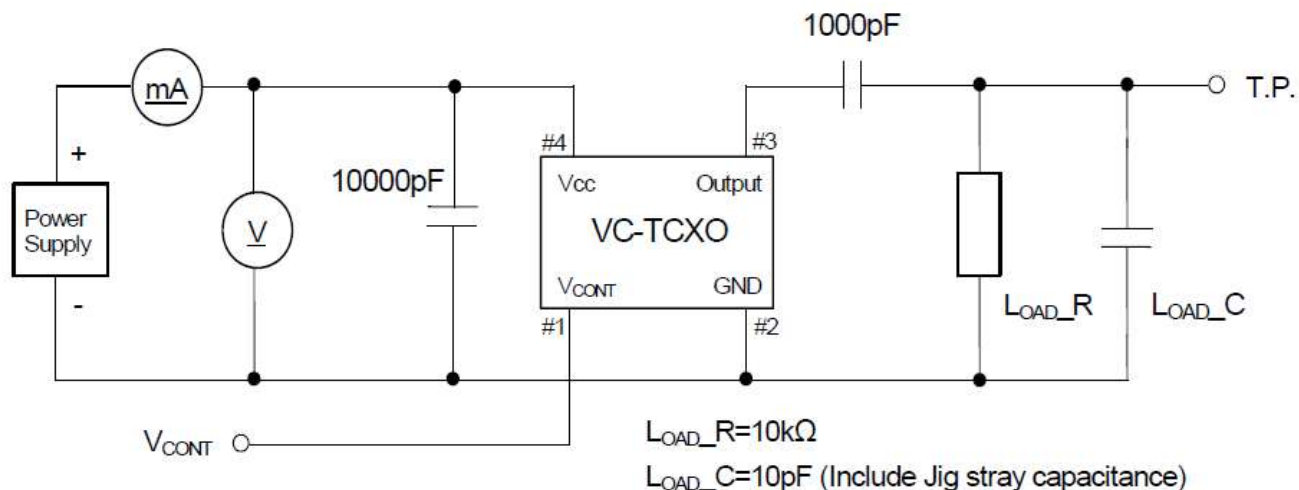 1000pF
mA
T.P.
#4
#3
+
10000pF
Vcc
Output
Power
Supply
V
VC-TCXO
VCONT
GND
-
#1
#2
LOAD_R
LOAD_C
VCONT
LOAD_R=10kΩ
LOAD_C=10pF (Include Jig stray capacitance)